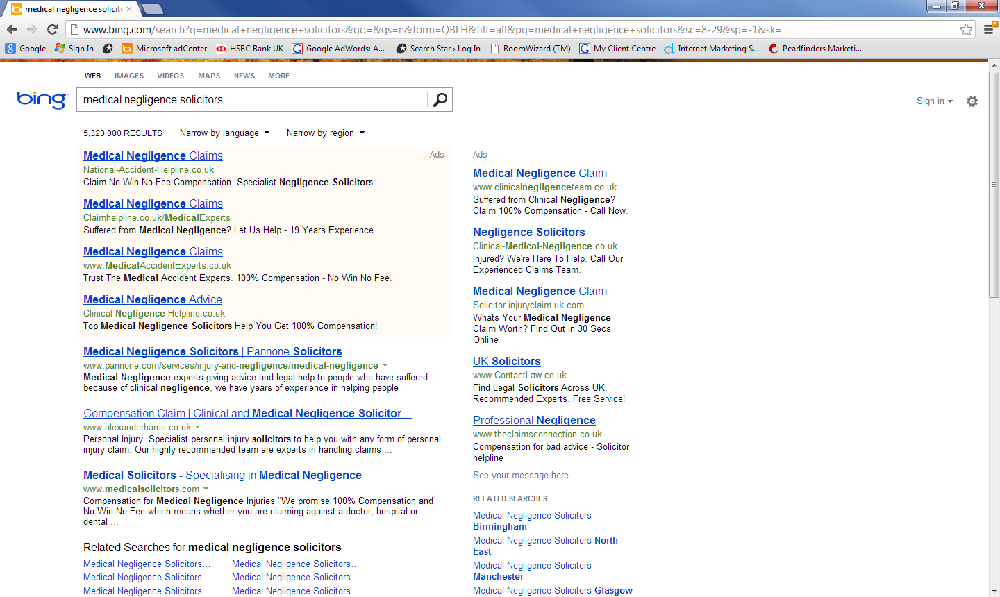 medical negligence solicitc
www.bing.com/search?q=medical+negligence+solicitors&go=&qs=n&form=QBLH&filt=all&pq=medical+negligence+solicitors&sc=8-29&sp=-1&sk=
Google Sign In Microsoft adCenter HSBC Bank UK Google AdWords: A... Search Star › Log In RoomWizard (TM) My Client Centre Internet Marketing S... Pearlfinders Marketi...
WEB IMAGES VIDEOS MAPS NEWS MORE
bing
medical negligence solicitors
Sign in
5,320,000 RESULTS Narrow by language Narrow by region
Medical Negligence Claims
Ads
National-Accident-Helpline.co.uk
Claim No Win No Fee Compensation. Specialist Negligence Solicitors.
Medical Negligence Claims
Claimhelpline.co.uk/MedicalExperts
Suffered from Medical Negligence? Let Us Help - 19 Years Experience
Medical Negligence Claims
www.MedicalAccidentExperts.co.uk
Trust The Medical Accident Experts. 100% Compensation - No Win No Fee.
Medical Negligence Advice
Clinical-Negligence-Helpline.co.uk
Top Medical Negligence Solicitors Help You Get 100% Compensation!
Medical Negligence Solicitors | Pannone Solicitors
www.pannone.com/services/injury-and-negligence/medical-negligence
Medical Negligence experts giving advice and legal help to people who have suffered
because of clinical negligence, we have years of experience in helping people
Compensation Claim | Clinical and Medical Negligence Solicitor ...
www.alexanderharris.co.uk
Personal Injury. Specialist personal injury solicitors to help you with any form of personal
injury claim. Our highly recommended team are experts in handling claims ...
Medical Solicitors - Specialising in Medical Negligence
www.medicalsolicitors.com
Compensation for Medical Negligence Injuries "We promise 100% Compensation and
No Win No Fee which means whether you are claiming against a doctor, hospital or
dental ...
Related Searches for medical negligence solicitors
Medical Negligence Solicitors... Medical Negligence Solicitors...
Medical Negligence Solicitors... Medical Negligence Solicitors...
Medical Negligence Solicitors... Medical Negligence Solicitors...
Ads
Medical Negligence Claim
www.clinicalnegligenceteam.co.uk
Suffered from Clinical Negligence?
Claim 100% Compensation - Call Now.
Negligence Solicitors
Clinical-Medical-Negligence.co.uk
Injured? We're Here To Help. Call Our
Experienced Claims Team.
Medical Negligence Claim
Solicitor.injuryclaim.uk.com
Whats Your Medical Negligence
Claim Worth? Find Out in 30 Secs
Online
UK Solicitors
www.ContactLaw.co.uk
Find Legal Solicitors Across UK.
Recommended Experts. Free Service!
Professional Negligence
www.theclaimsconnection.co.uk
Compensation for bad advice - Solicitor
helpline
See your message here
RELATED SEARCHES
Medical Negligence Solicitors
Birmingham
Medical Negligence Solicitors North
East
Medical Negligence Solicitors
Manchester
Medical Negligence Solicitors Glasgow